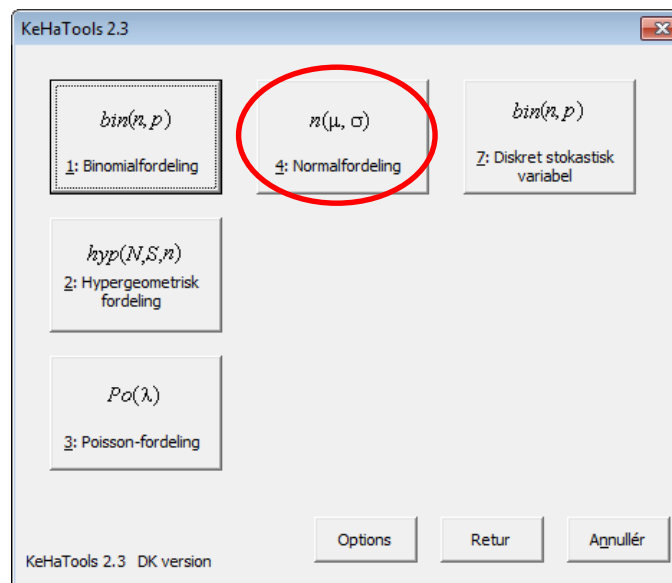 KeHaTools 2.3
bin(n, p)
1: Binomialfordeling
n(μ, σ)
4: Normalfordeling
bin(n, p)
7: Diskret stokastisk
variabel
hyp(N,S,n)
2: Hypergeometrisk
fordeling
Po(λ)
3: Poisson-fordeling
Options
Retur
Annullér
KeHaTools 2.3 DK version